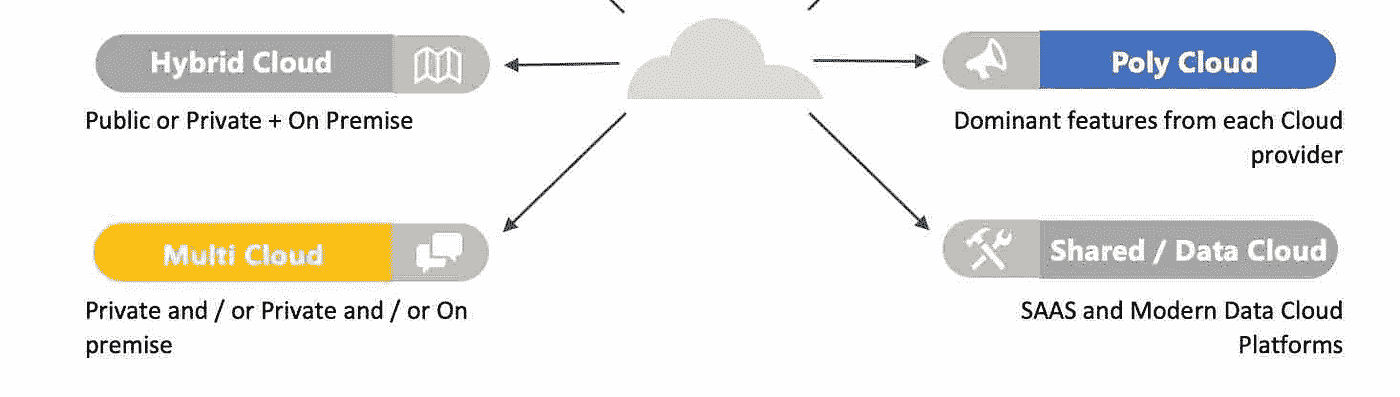 Hybrid Cloud
Public or Private + On Premise
Multi Cloud
Private and / or Private and / or On
premise
Poly Cloud
Dominant features from each Cloud
provider
Shared / Data Cloud
SAAS and Modern Data Cloud
Platforms